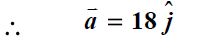 ∴ a⃗ = 18 ĵ